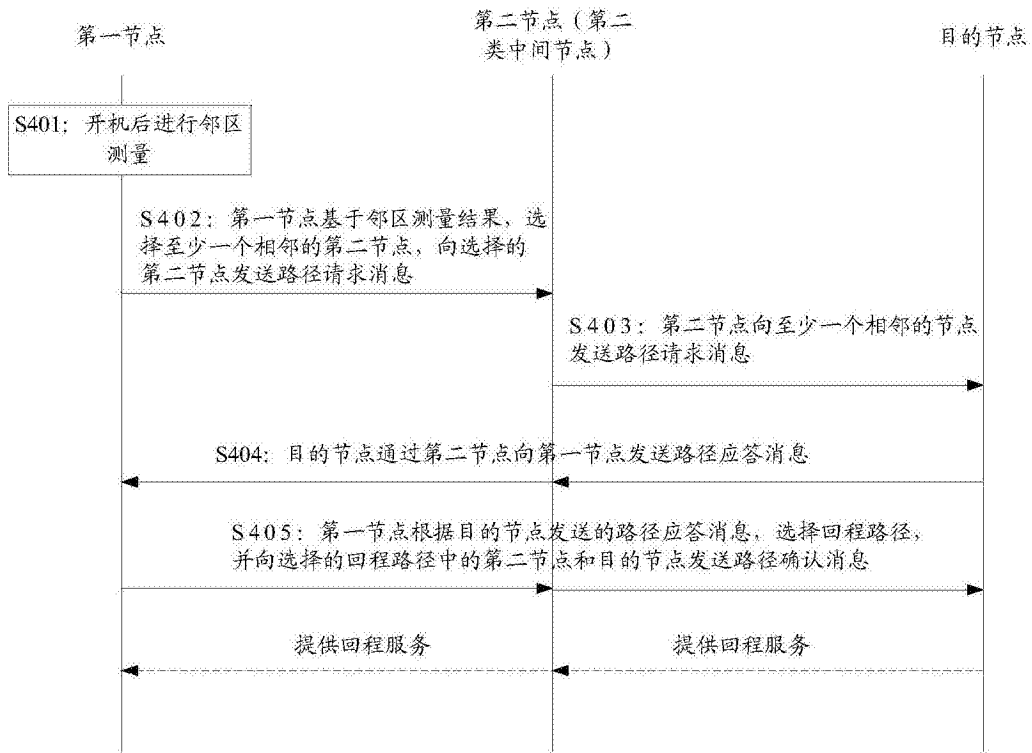 第一节点
第二节点（第二
类中间节点）
目的节点
S401：开机后进行邻区
测量
S402：第一节点基于邻区测量结果，选
择至少一个相邻的第二节点，向选择的
第二节点发送路径请求消息
S403：第二节点向至少一个相邻的节点
发送路径请求消息
S404：目的节点通过第二节点向第一节点发送路径应答消息
S405：第一节点根据目的节点发送的路径应答消息，选择回程路径，
并向选择的回程路径中的第二节点和目的节点发送路径确认消息
提供回程服务
提供回程服务